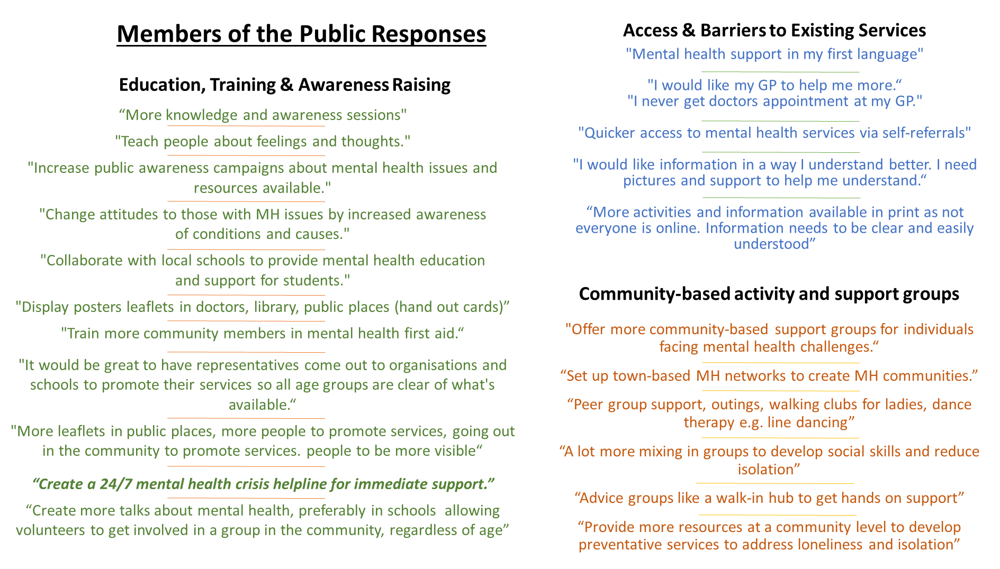 Members of the Public Responses
Education, Training & Awareness Raising
“More knowledge and awareness sessions"
"Teach people about feelings and thoughts."
"Increase public awareness campaigns about mental health issues and
resources available."
"Change attitudes to those with MH issues by increased awareness
of conditions and causes."
"Collaborate with local schools to provide mental health education
and support for students."
"Display posters leaflets in doctors, library, public places (hand out cards)”
"Train more community members in mental health first aid.“
"It would be great to have representatives come out to organisations and
schools to promote their services so all age groups are clear of what's
available.“
"More leaflets in public places, more people to promote services, going out
in the community to promote services. people to be more visible“
“Create a 24/7 mental health crisis helpline for immediate support.”
“Create more talks about mental health, preferably in schools  allowing
volunteers to get involved in a group in the community, regardless of age”
Access & Barriers to Existing Services
"Mental health support in my first language"
"I would like my GP to help me more.“
"I never get doctors appointment at my GP."
"Quicker access to mental health services via self-referrals"
"I would like information in a way I understand better. I need
pictures and support to help me understand.“
“More activities and information available in print as not
everyone is online. Information needs to be clear and easily
understood”
Community-based activity and support groups
"Offer more community-based support groups for individuals
facing mental health challenges.“
“Set up town-based MH networks to create MH communities.”
“Peer group support, outings, walking clubs for ladies, dance
therapy e.g. line dancing”
“A lot more mixing in groups to develop social skills and reduce
isolation”
“Advice groups like a walk-in hub to get hands on support”
“Provide more resources at a community level to develop
preventative services to address loneliness and isolation”